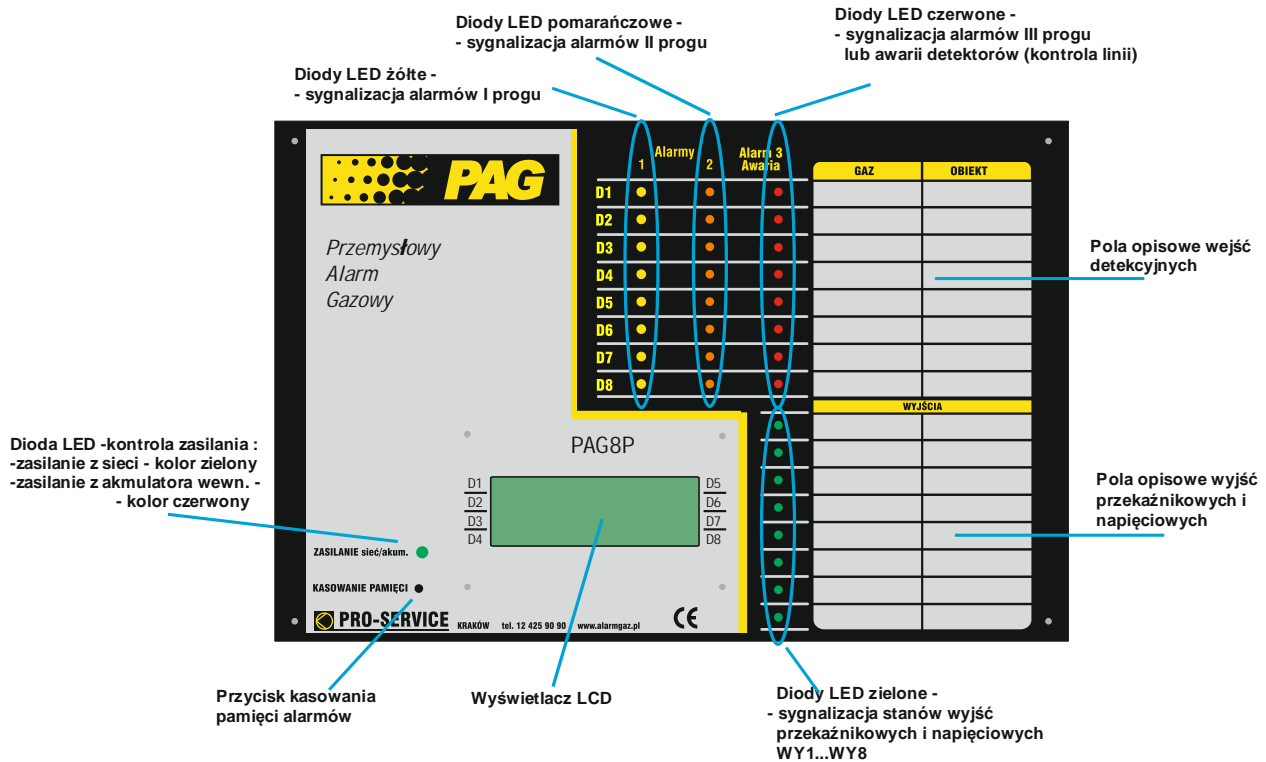 Diody LED pomarańczowe -
- sygnalizacja alarmów II progu
Diody LED czerwone -
- sygnalizacja alarmów III progu
lub awarii detektorów (kontrola linii)
Diody LED żółte -
- sygnalizacja alarmów I progu
PAG
Przemysłowy
Alarm
Gazowy
Alarmy
1
2
Alarm 3
Awaria
GAZ
OBIEKT
D1
D2
D3
D4
D5
D6
D7
D8
WYJŚCIA
Pola opisowe wejść
detekcyjnych
Dioda LED -kontrola zasilania :
-zasilanie z sieci - kolor zielony
-zasilanie z akmulatora wewn. -
- kolor czerwony
PAG8P
D1
D2
D3
D4
D5
D6
D7
D8
Pola opisowe wyjść
przekaźnikowych i
napięciowych
ZASILANIE sieć/akum.
KASOWANIE PAMIĘCI
PRO-SERVICE KRAKÓW tel. 12 425 90 90 www.alarmgaz.pl CE
Przycisk kasowania
pamięci alarmów
Wyświetlacz LCD
Diody LED zielone -
- sygnalizacja stanów wyjść
przekaźnikowych i napięciowych
WY1...WY8